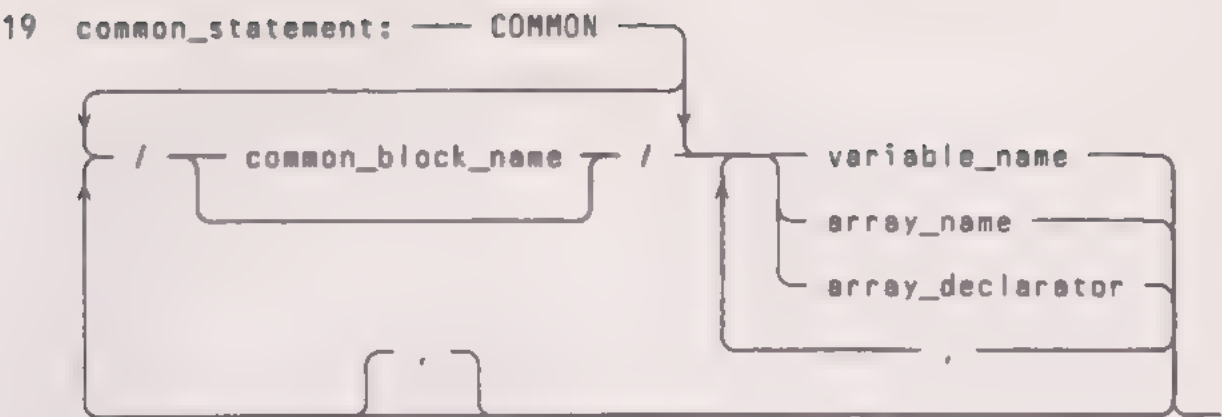 19 common_statement: COMMON
/ common_block_name / variable_name
array_name
array_declarator
,
,